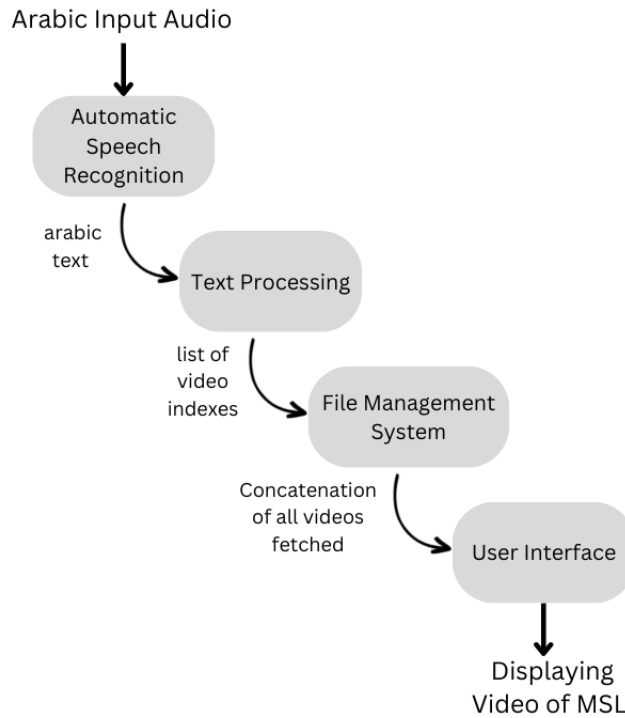 Arabic Input Audio
Automatic
Speech
Recognition
arabic
text
Text Processing
list of
video
indexes
File Management
System
Concatenation
of all videos
fetched
User Interface
Displaying
Video of MSL